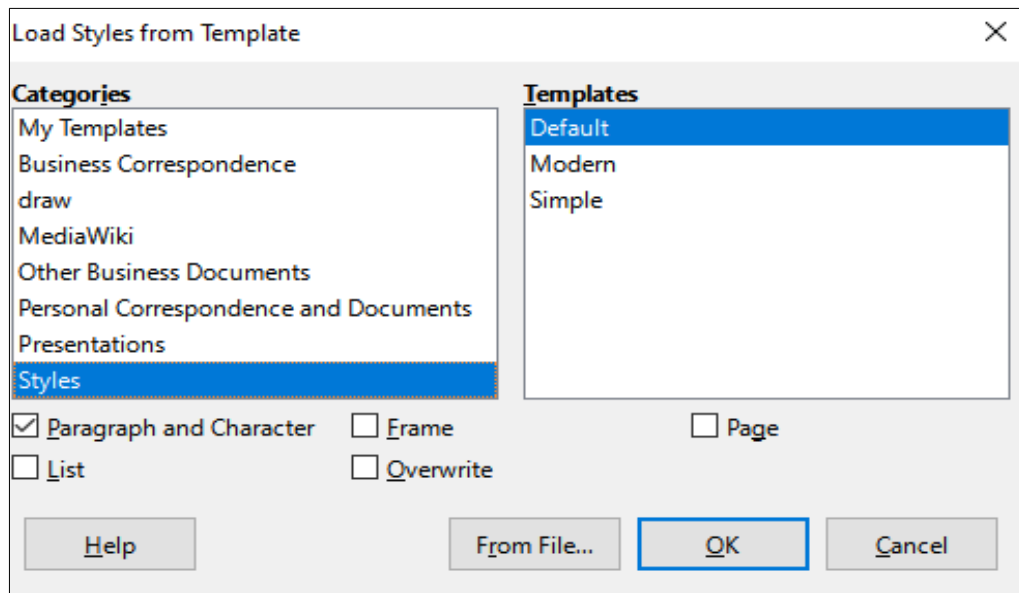 Load Styles from Template
Categories
My Templates
Business Correspondence
draw
MediaWiki
Other Business Documents
Personal Correspondence and Documents
Presentations
Styles
Templates
Default
Modern
Simple
Paragraph and Character Frame Page
List Overwrite
Help From File... OK Cancel